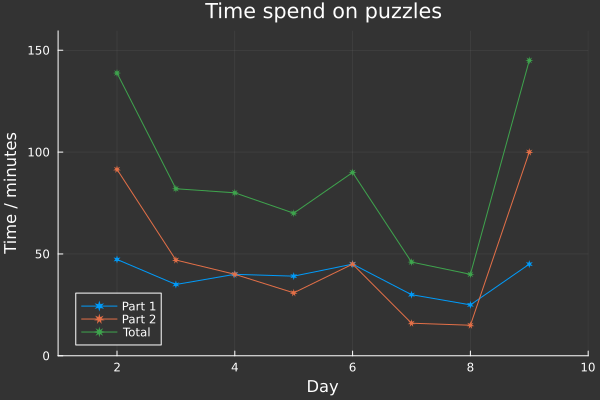 Time spend on puzzles
Time / minutes
150
100
50
0
Part 1
Part 2
Total
2 4 6 8 10
Day